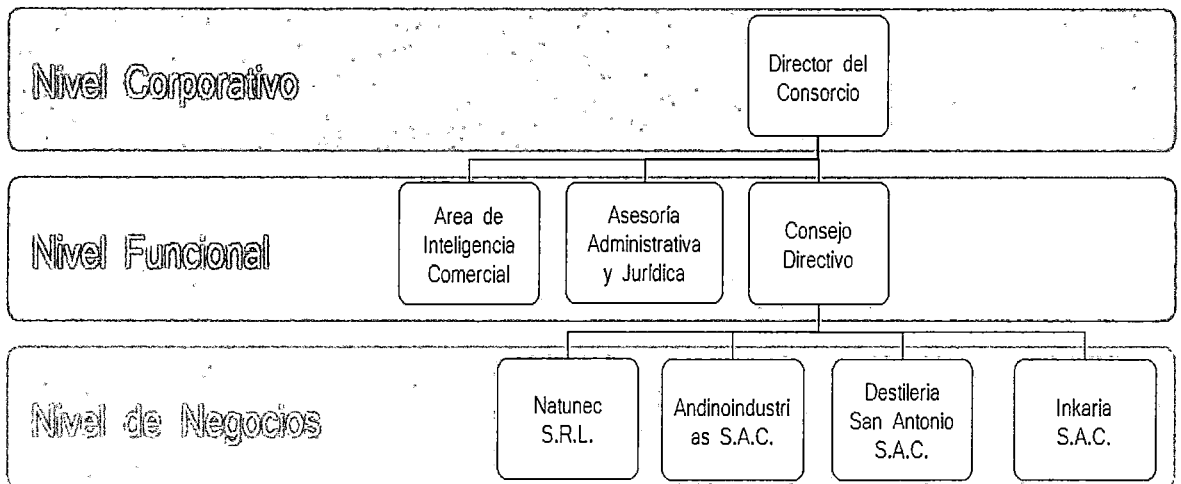 Nivel Corporativo
Director del
Consorcio
Nivel Funcional
Area de
Inteligencia
Comercial
Asesoría
Administrativa
y Jurídica
Consejo
Directivo
Nivel de Negocios
Natunec
S.R.L.
Andinoindustri
as S.A.C.
Destileria
San Antonio
S.A.C.
Inkaria
S.A.C.